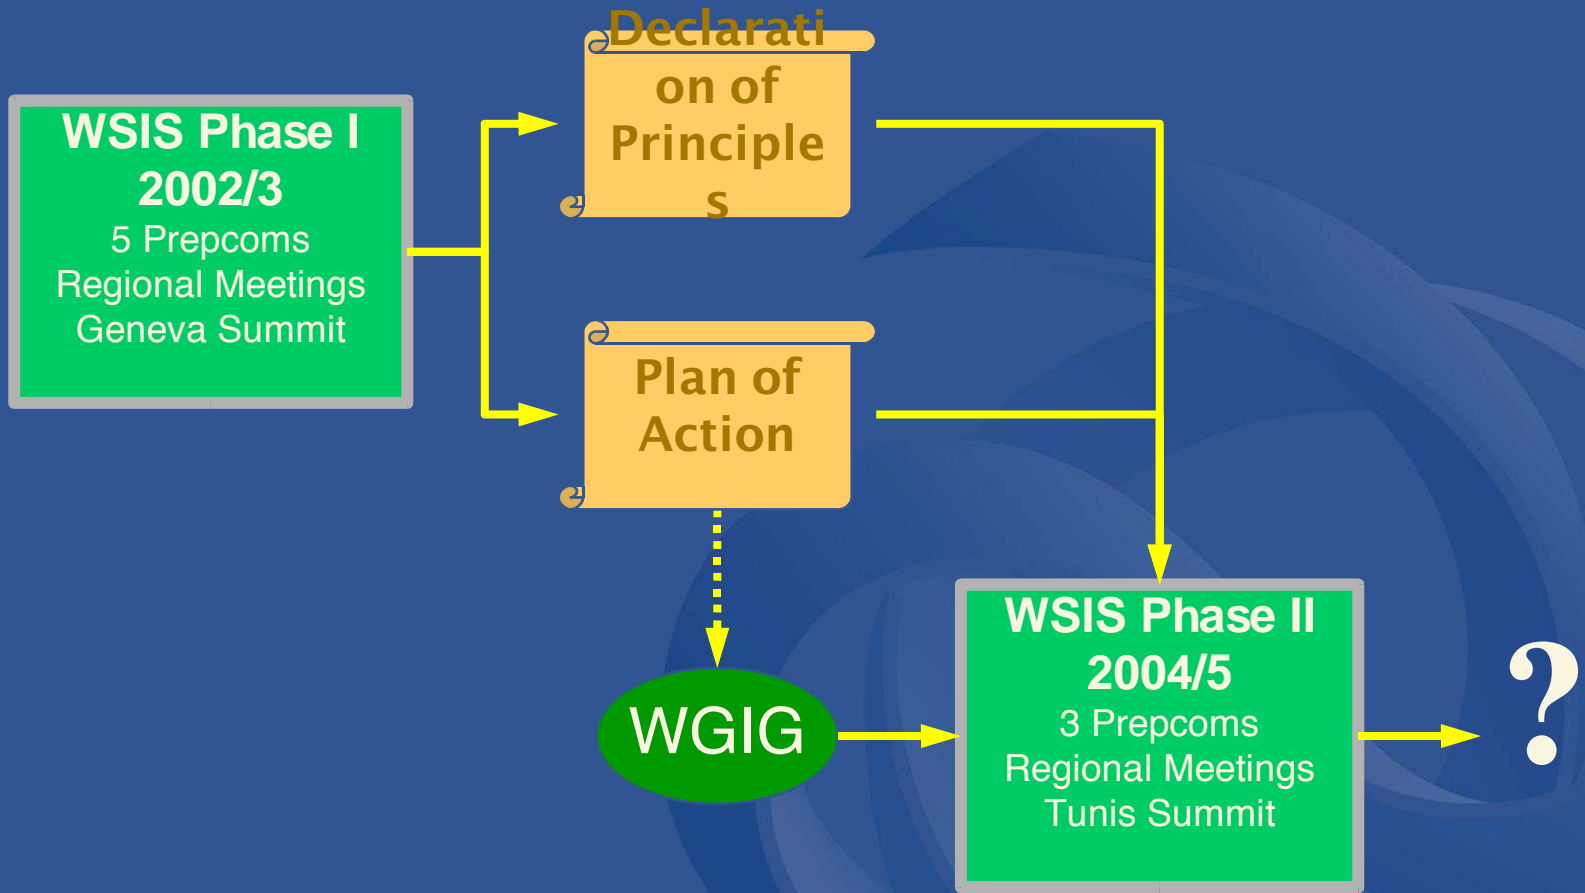 WSIS Phase I
2002/3
5 Prepcoms
Regional Meetings
Geneva Summit
Declarati
on of
Principle
s
Plan of
Action
WGIG
WSIS Phase II
2004/5
3 Prepcoms
Regional Meetings
Tunis Summit
?